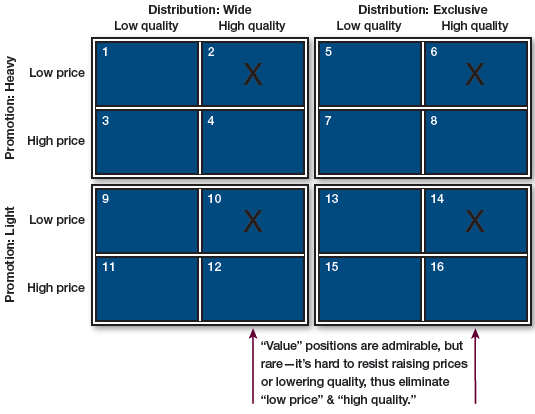 Distribution: Wide
Distribution: Exclusive
Low quality
High quality
Low quality
High quality
Promotion: Heavy
Low price
1
2
X
5
6
X
High price
3
4
7
8
Promotion: Light
Low price
9
10
X
13
14
X
High price
11
12
15
16
“Value” positions are admirable, but
rare—it’s hard to resist raising prices
or lowering quality, thus eliminate
“low price” & “high quality.”